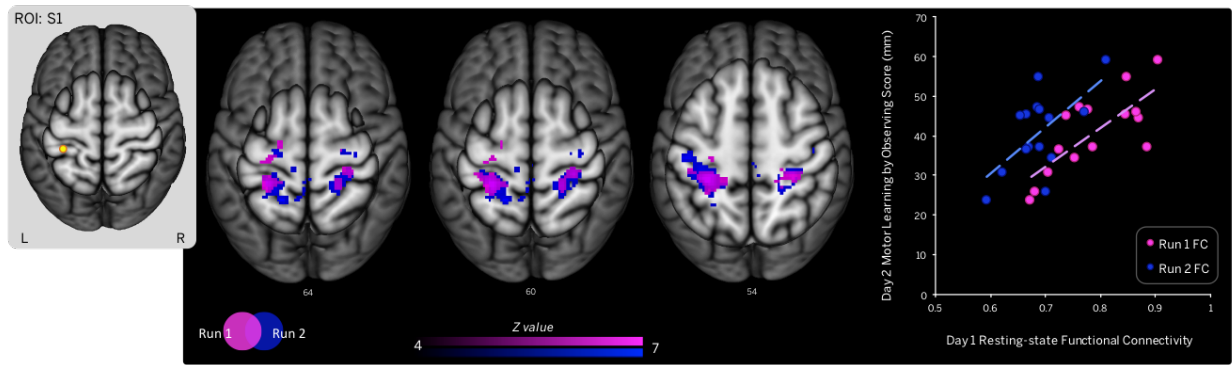 ROI: S1
L
R
64
60
54
Run 1
Run 2
Z value
4
7
Day 2 Motor Learning by Observing Score (mm)
70
60
50
40
30
20
10
0
0.5
0.6
0.7
0.8
0.9
1
Run 1 FC
Run 2 FC
Day 1 Resting-state Functional Connectivity